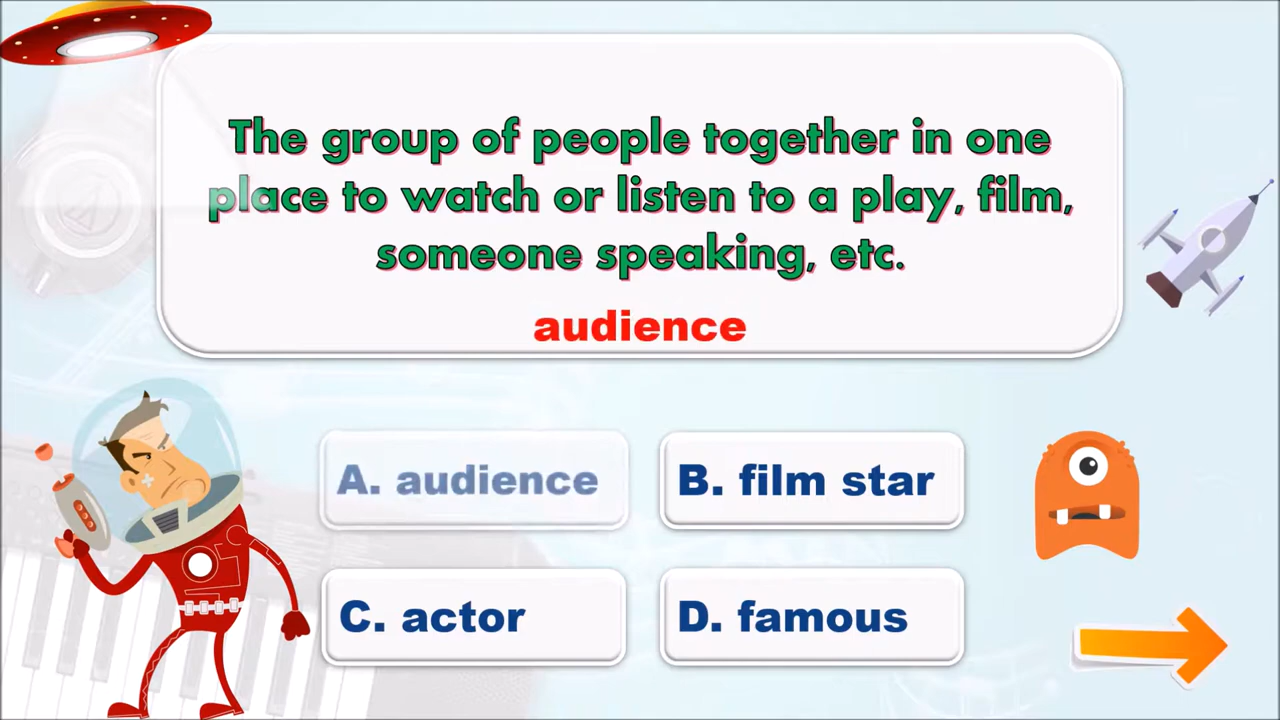 The group of people together in one
place to watch or listen to a play, film,
someone speaking, etc.
audience
A. audience
B. film star
C. actor
D. famous